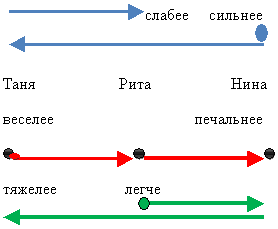 слабее сильнее
Таня Рита Нина
веселее печальнее
тяжелее легче